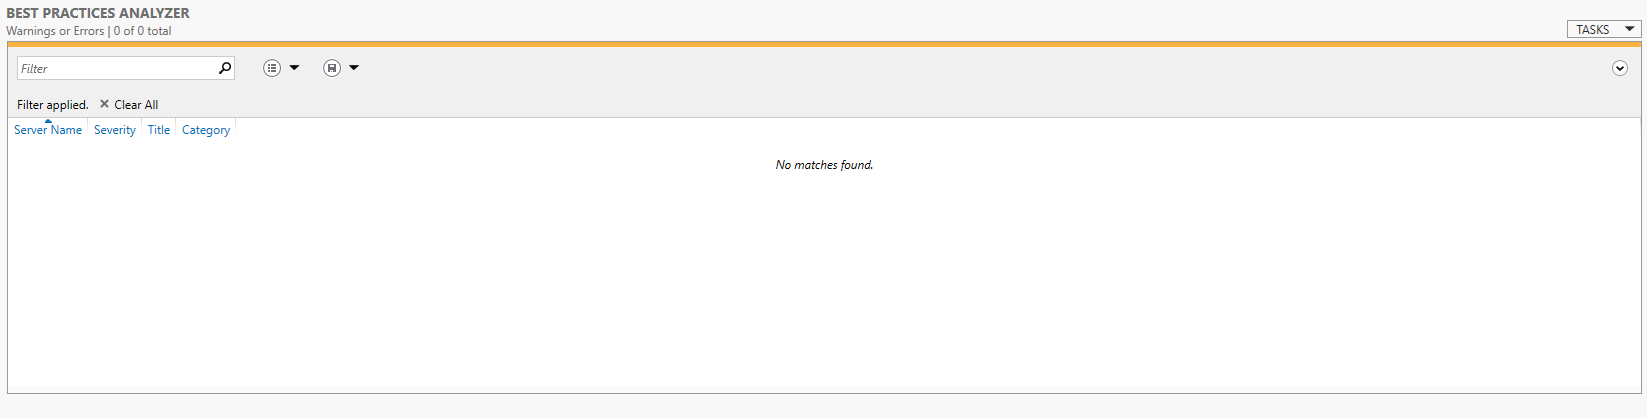 BEST PRACTICES ANALYZER
Warnings or Errors | 0 of 0 total
TASKS
Filter
Filter applied. Clear All
Server Name Severity Title Category
No matches found.